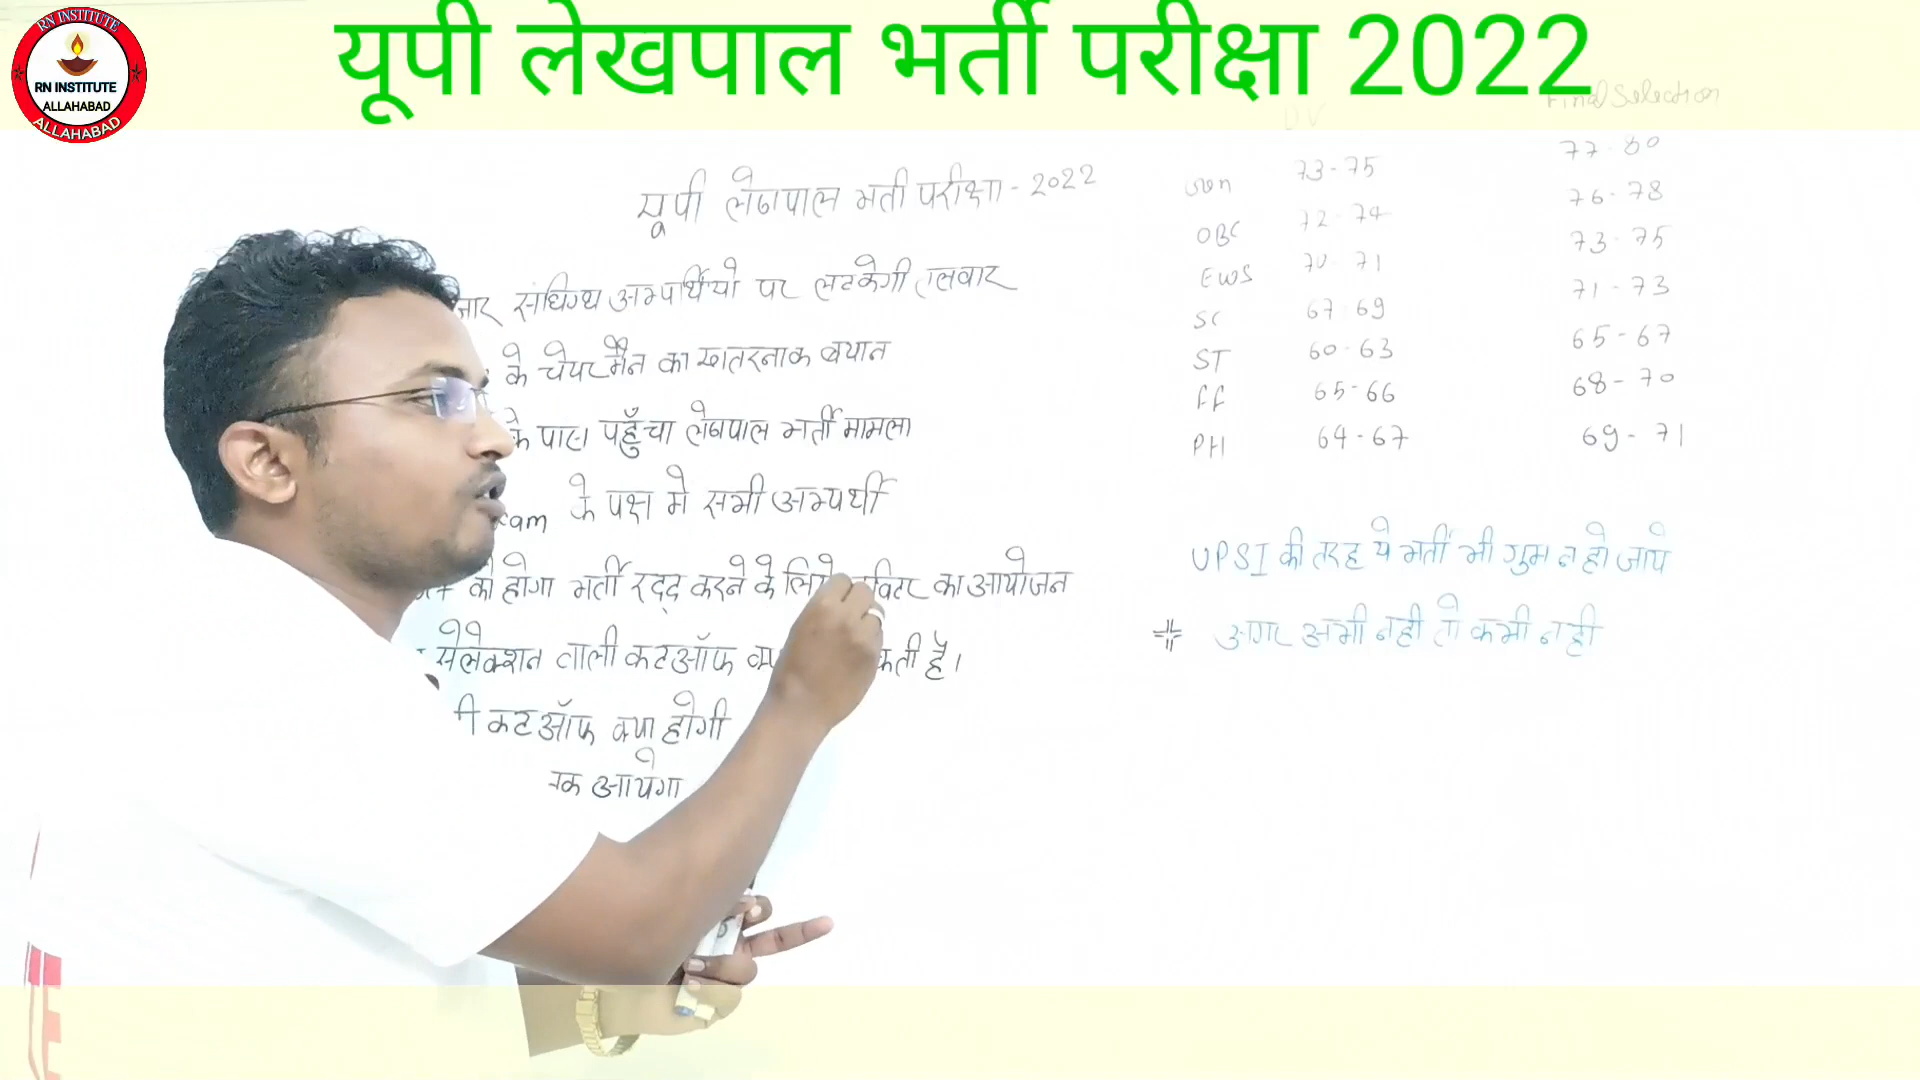 RN INSTITUTE
RN INSTITUTE
ALLAHABAD
ALLAHABAD
यूपी लेखपाल भर्ती परीक्षा 2022
यूपी लेखपाल भर्ती परीक्षा - 2022
संधिग्ध अभ्यर्थियो पर लटकेगी तलवार
के चेयरमैन का खतरनाक बयान
के पास पहुँचा लेखपाल भर्ती मामला
के पक्ष मे सभी अभ्यर्थी
को होगा भर्ती रद्द करने के लिये का आयोजन
सेलेक्शन वाली कटऑफ है।
कटऑफ क्या होगी
तक आयेगा
DV Final Selection
Gen 73-75 77-80
OBC 72-74 76-78
EWS 70-71 73-75
SC 67-69 71-73
ST 60-63 65-67
FF 65-66 68-70
PH 64-67 69-71
UPSI की तरह ये भर्ती भी गुम न हो जाये
अगर अभी नही तो कभी नही